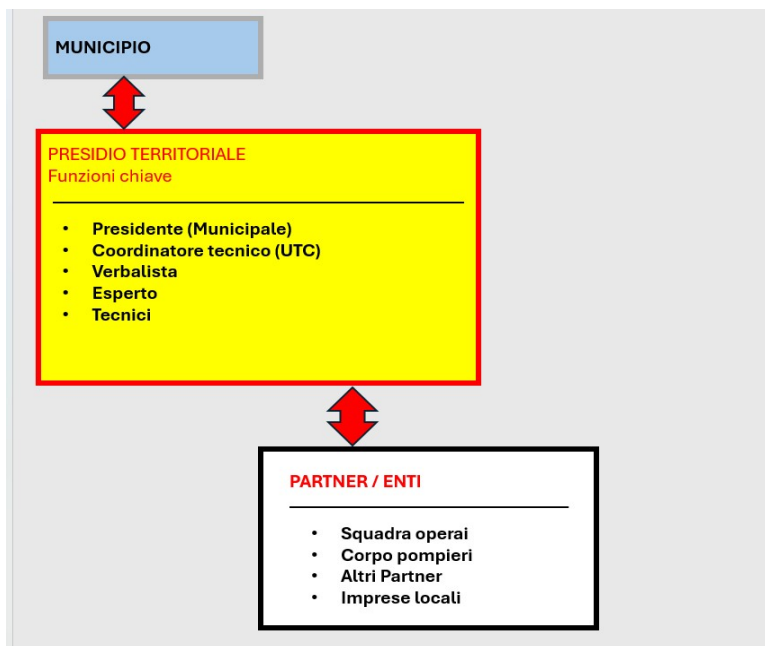 MUNICIPIO
PRESIDIO TERRITORIALE
Funzioni chiave
• Presidente (Municipale)
• Coordinatore tecnico (UTC)
• Verbalista
• Esperto
• Tecnici
PARTNER / ENTI
• Squadra operai
• Corpo pompieri
• Altri Partner
• Imprese locali